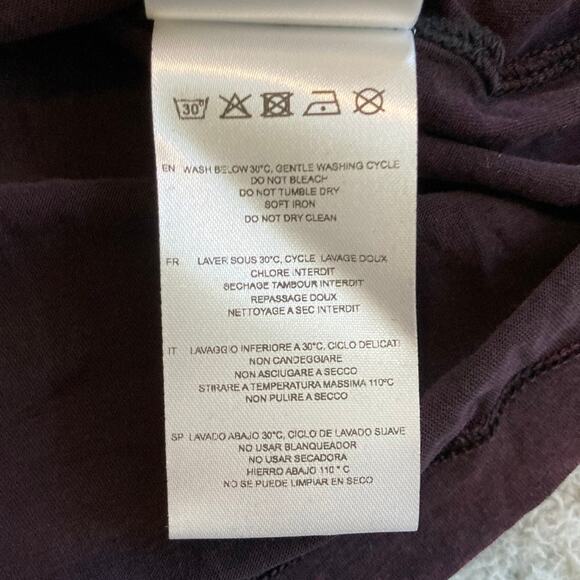 30°
EN WASH BELOW 30°C, GENTLE WASHING CYCLE
DO NOT BLEACH
DO NOT TUMBLE DRY
SOFT IRON
DO NOT DRY CLEAN
FR LAVER SOUS 30°C, CYCLE LAVAGE DOUX
CHLORE INTERDIT
SECHAGE TAMBOUR INTERDIT
REPASSAGE DOUX
NETTOYAGE A SEC INTERDIT
IT LAVAGGIO INFERIORE A 30°C, CICLO DELICATI
NON CANDEGGIARE
NON ASCIUGARE A SECCO
STIRARE A TEMPERATURA MASSIMA 110°C
NON PULIRE A SECCO
SP LAVADO ABAJO 30°C, CICLO DE LAVADO SUAVE
NO USAR BLANQUEADOR
NO USAR SECADORA
HIERRO ABAJO 110 ° C
NO SE PUEDE LIMPIAR EN SECO